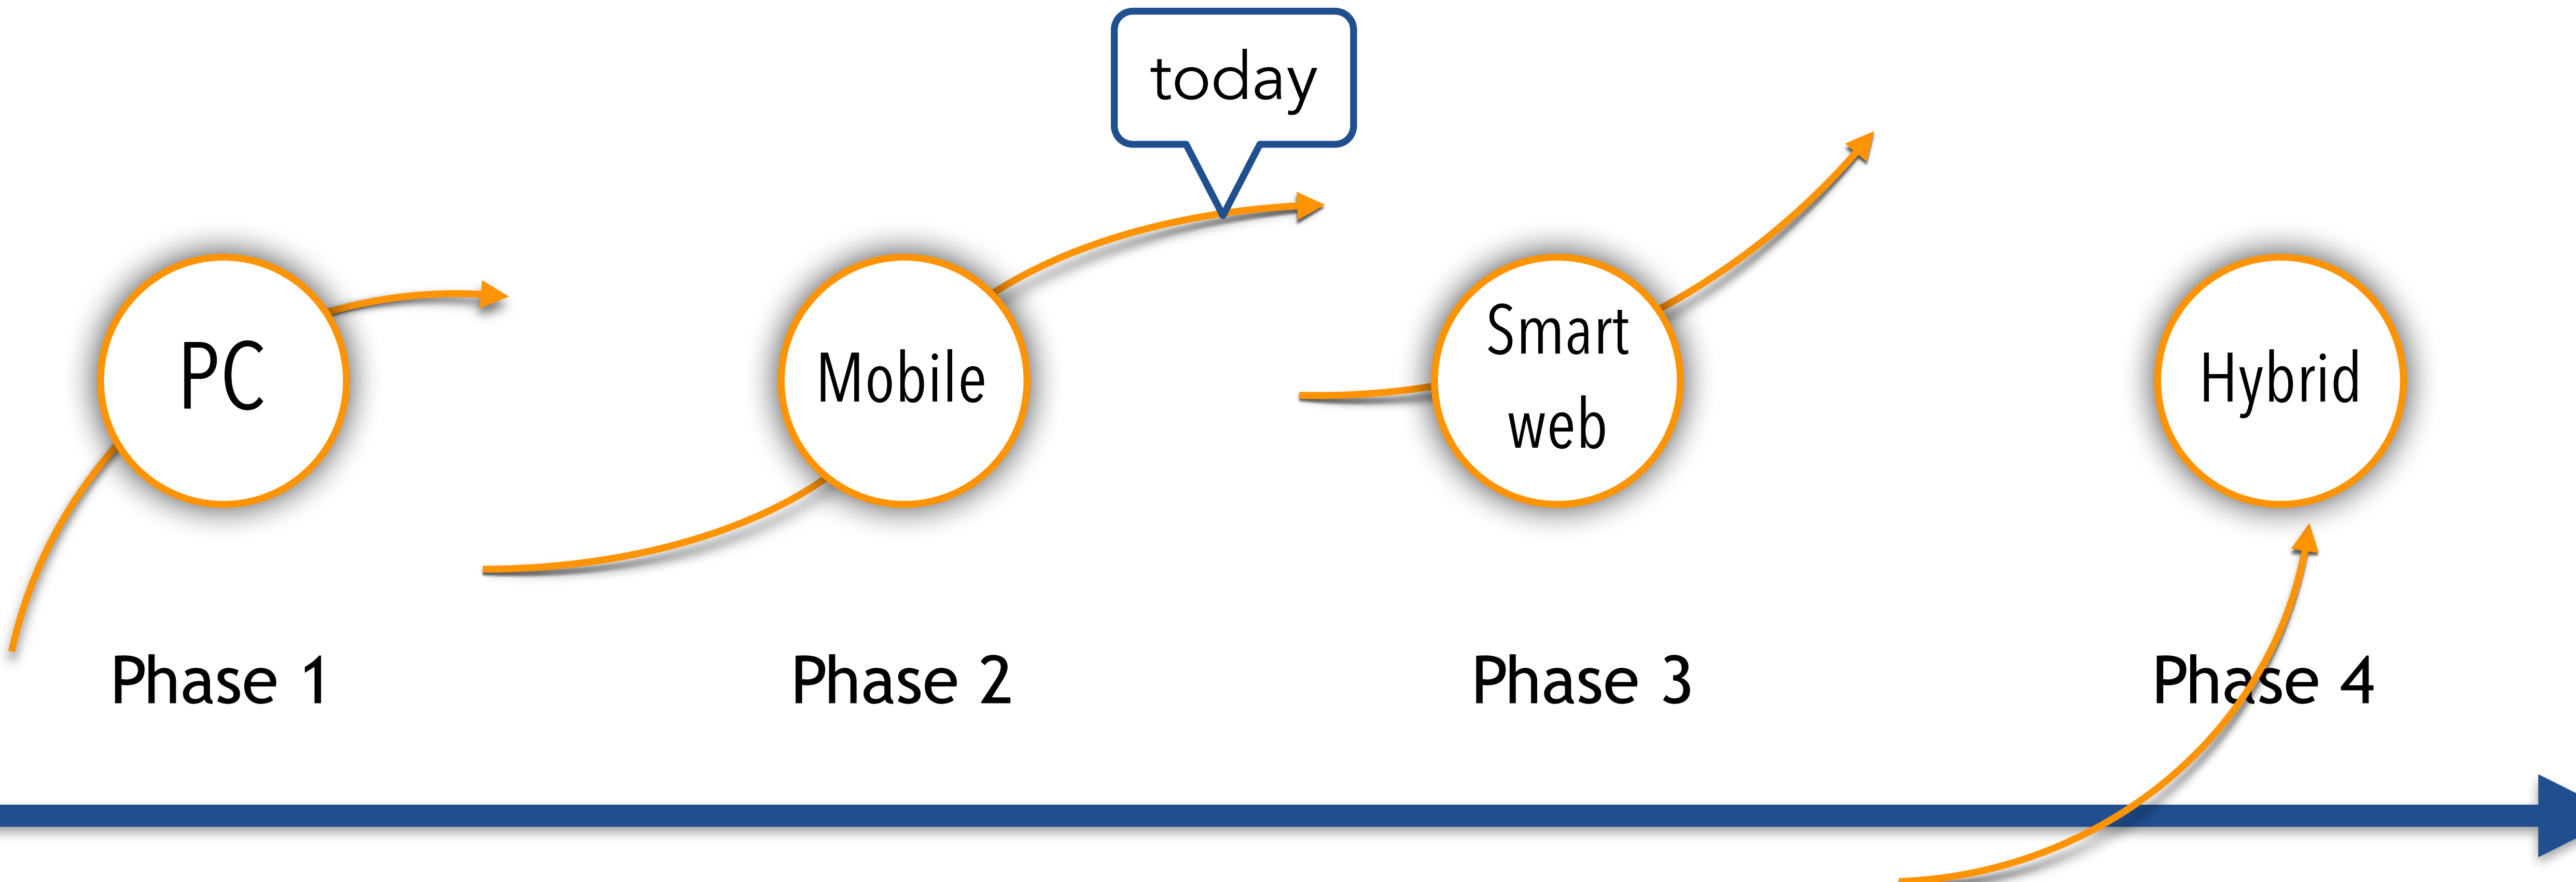 today
PC
Mobile
Smart
web
Hybrid
Phase 1
Phase 2
Phase 3
Phase 4